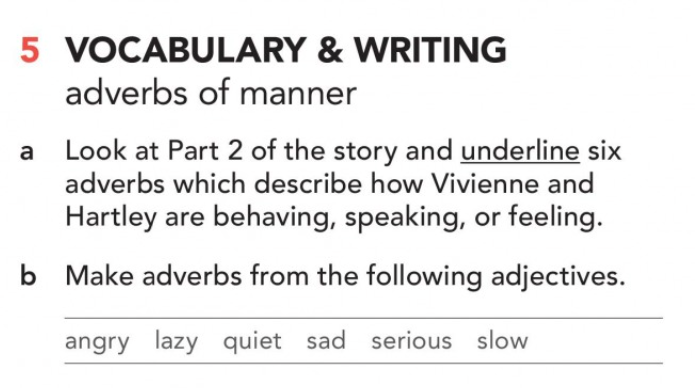 5 VOCABULARY & WRITING
adverbs of manner
a Look at Part 2 of the story and underline six
adverbs which describe how Vivienne and
Hartley are behaving, speaking, or feeling.
b Make adverbs from the following adjectives.
angry lazy quiet sad serious slow